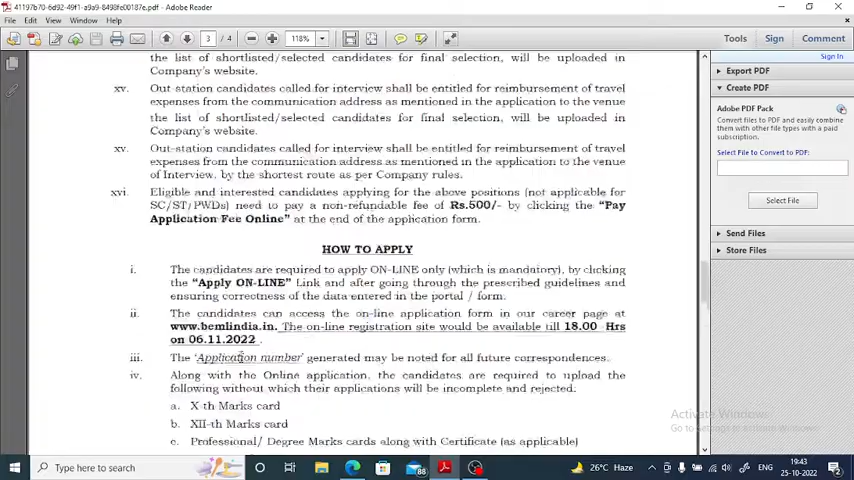 41197b70-6d92-49f1-a9a9-8498fe00187e.pdf - Adobe Reader
File Edit View Window Help
3 / 4 118% Tools Sign Comment
Sign In
Export PDF
Create PDF
Adobe PDF Pack
Convert files to PDF and easily combine
them with other file types with a paid
subscription.
Select File to Convert to PDF:
Select File
Send Files
Store Files
the list of shortlisted/selected candidates for final selection, will be uploaded in
Company's website.
xv. Out-station candidates called for interview shall be entitled for reimbursement of travel
expenses from the communication address as mentioned in the application to the venue
the list of shortlisted/selected candidates for final selection, will be uploaded in
Company's website.
xv. Out-station candidates called for interview shall be entitled for reimbursement of travel
expenses from the communication address as mentioned in the application to the venue
of Interview, by the shortest route as per Company rules.
xvi. Eligible and interested candidates applying for the above positions (not applicable for
SC/ST/PWDs) need to pay a non-refundable fee of Rs.500/- by clicking the “Pay
Application Fee Online” at the end of the application form.
HOW TO APPLY
i. The candidates are required to apply ON-LINE only (which is mandatory), by clicking
the “Apply ON-LINE” Link and after going through the prescribed guidelines and
ensuring correctness of the data entered in the portal / form.
ii. The candidates can access the on-line application form in our career page at
www.bemlindia.in. The on-line registration site would be available till 18.00 Hrs
on 06.11.2022 .
iii. The ‘Application number’ generated may be noted for all future correspondences.
iv. Along with the Online application, the candidates are required to upload the
following without which their applications will be incomplete and rejected:
a. X-th Marks card
b. XII-th Marks card
c. Professional/ Degree Marks cards along with Certificate (as applicable)
Activate Windows
Go to Settings to activate Windows.
Type here to search
88
26°C Haze
ENG
19:43
25-10-2022
2